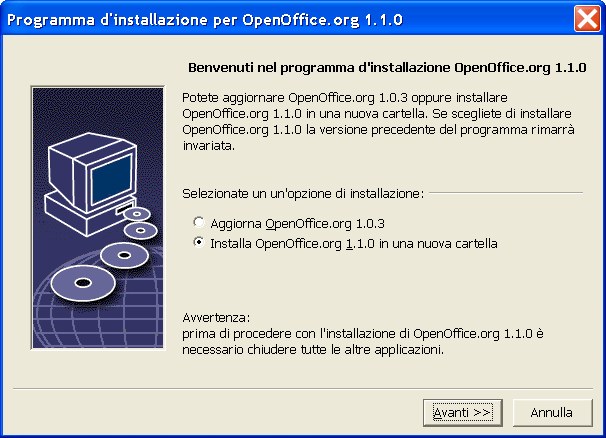 Programma d'installazione per OpenOffice.org 1.1.0
Benvenuti nel programma d'installazione OpenOffice.org 1.1.0
Potete aggiornare OpenOffice.org 1.0.3 oppure installare
OpenOffice.org 1.1.0 in una nuova cartella. Se scegliete di installare
OpenOffice.org 1.1.0 la versione precedente del programma rimarrà
invariata.
Selezionate un un'opzione di installazione:
Aggiorna OpenOffice.org 1.0.3
Installa OpenOffice.org 1.1.0 in una nuova cartella
Avvertenza:
prima di procedere con l'installazione di OpenOffice.org 1.1.0 è
necessario chiudere tutte le altre applicazioni.
Avanti >>
Annulla